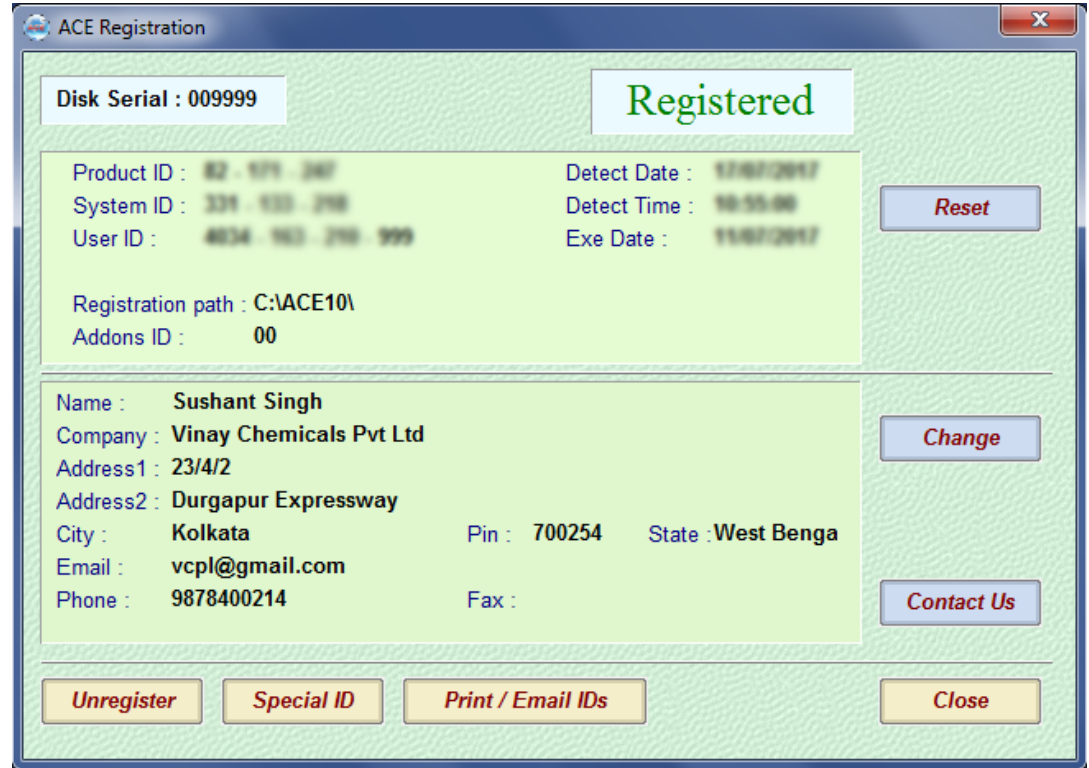 ACE Registration
Disk Serial : 009999
Registered
Product ID :
Detect Date :
System ID :
Detect Time :
Reset
User ID : 999
Exe Date :
Registration path : C:\ACE10\
Addons ID : 00
Name : Sushant Singh
Company : Vinay Chemicals Pvt Ltd
Change
Address1 : 23/4/2
Address2 : Durgapur Expressway
City : Kolkata Pin : 700254 State : West Benga
Email : vcpl@gmail.com
Phone : 9878400214 Fax :
Contact Us
Unregister Special ID Print / Email IDs Close